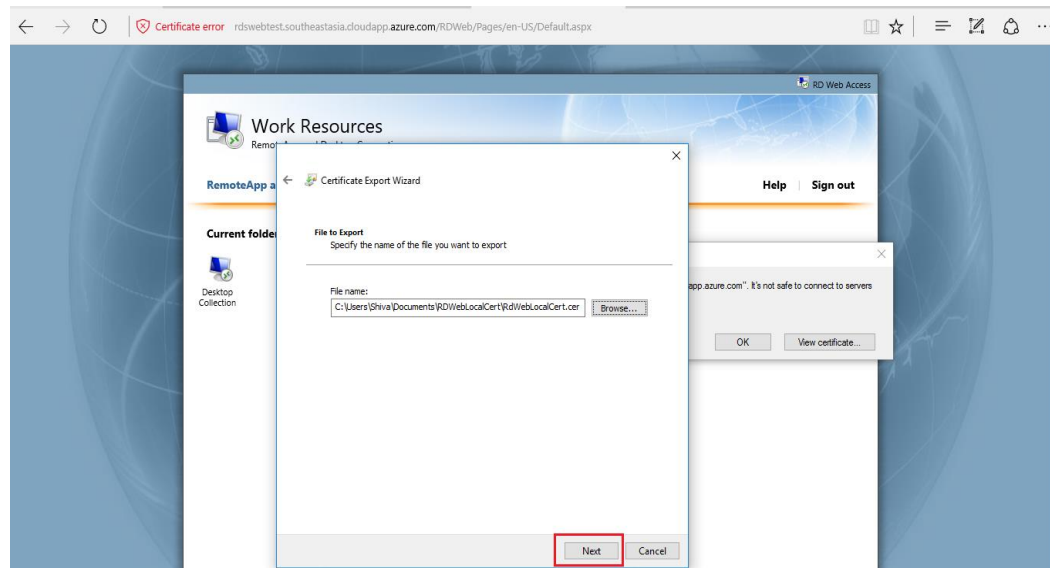 Certificate error rdswebtest.southeastasia.cloudapp.azure.com/RDWeb/Pages/en-US/Default.aspx
RD Web Access
Work Resources
RemoteApp a
Help | Sign out
Current folde
Desktop
Collection
Certificate Export Wizard
File to Export
Specify the name of the file you want to export
File name:
C:\Users\Shiva\Documents\RDWebLocalCert\RdWebLocalCert.cer
Browse...
Next
Cancel
app.azure.com". It's not safe to connect to servers
OK
View certificate...